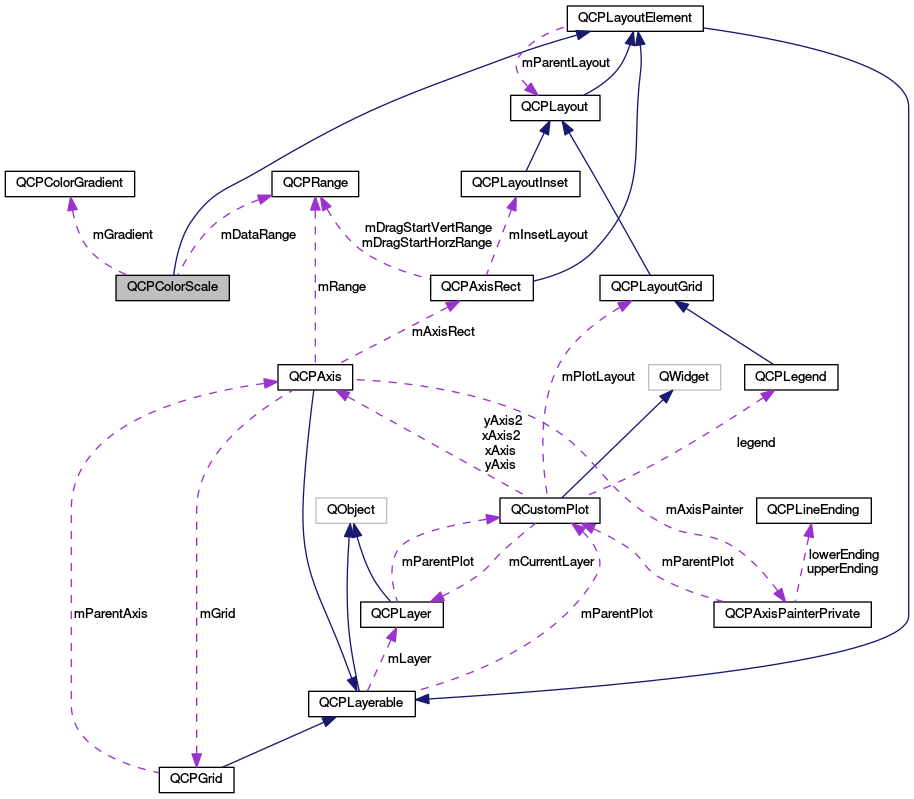 QCPLayoutElement
mParentLayout
QCPLayout
QCPColorGradient
QCPRange
QCPLayoutInset
mGradient
mDataRange
mDragStartVertRange
mDragStartHorzRange
mInsetLayout
QCPColorScale
QCPAxisRect
QCPLayoutGrid
mRange
mAxisRect
QCPAxis
mPlotLayout
QWidget
QCPLegend
yAxis2
xAxis2
xAxis
yAxis
legend
QObject
QCustomPlot
mAxisPainter
QCPLineEnding
mParentPlot
mCurrentLayer
mParentPlot
lowerEnding
upperEnding
mParentAxis
mGrid
QCPLayer
mParentPlot
QCPAxisPainterPrivate
mLayer
QCPLayerable
QCPGrid